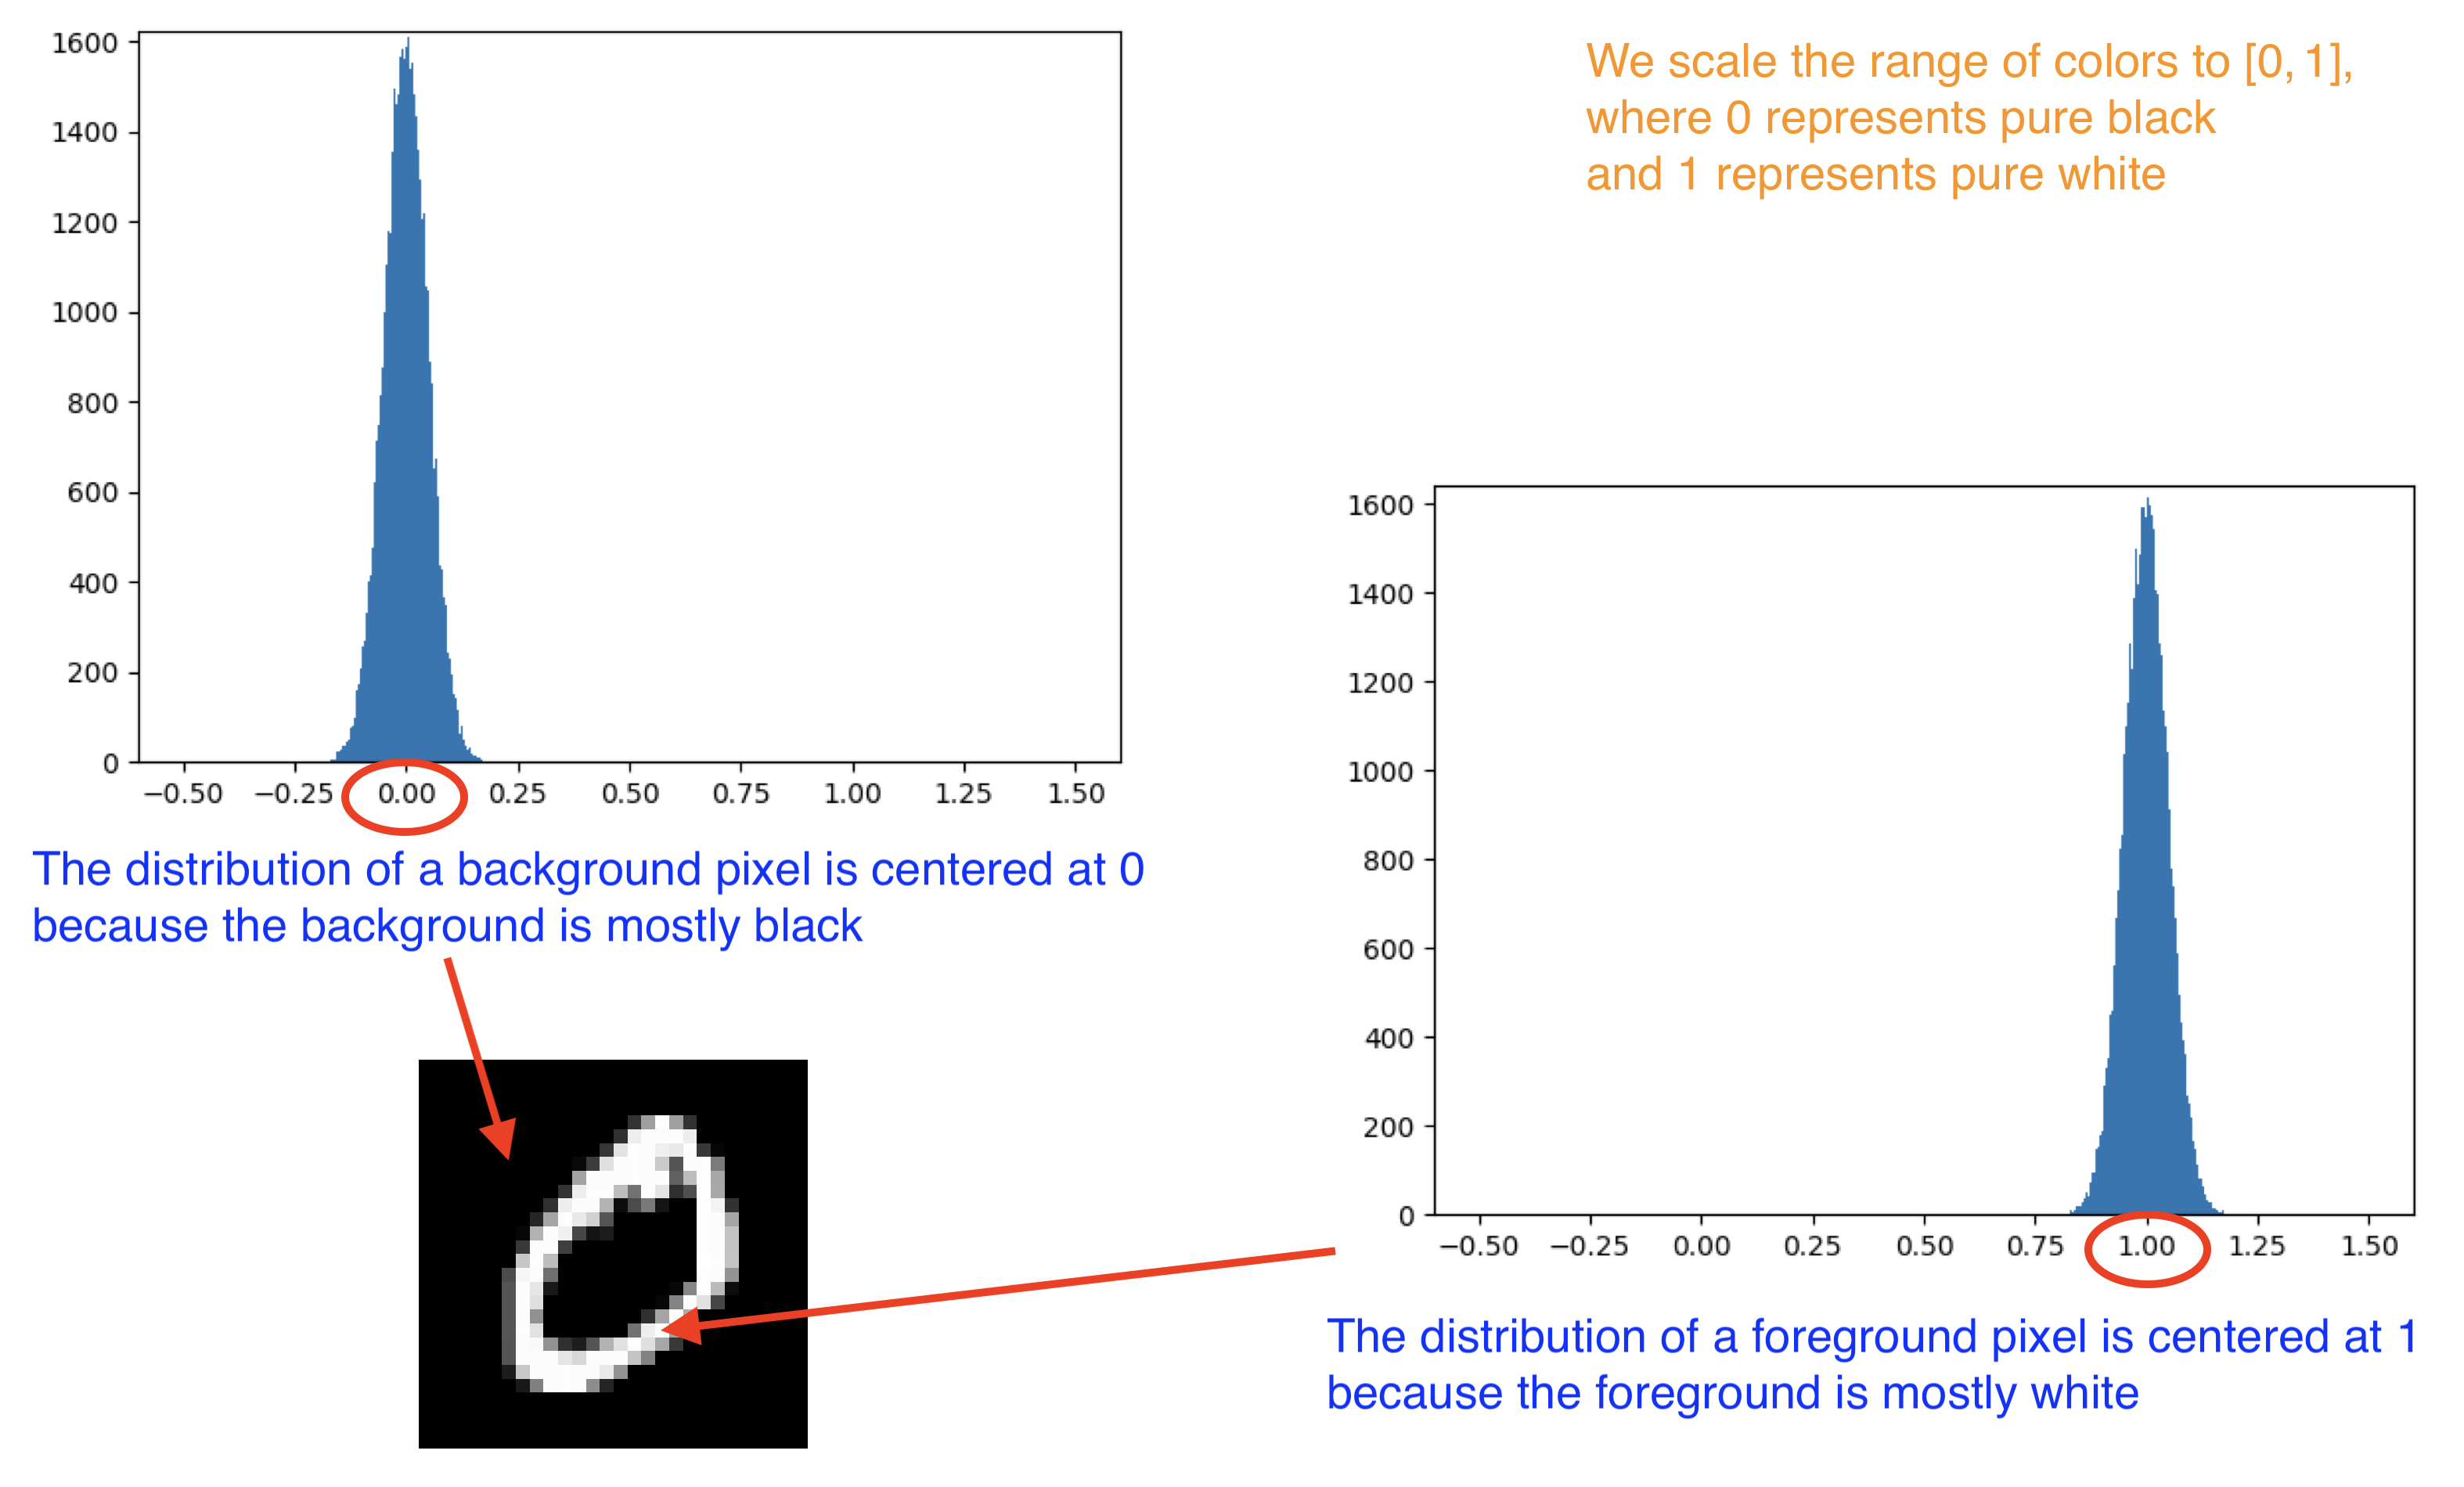 1600
1400
1200
1000
800
600
400
200
0
−0.50 −0.25 0.00 0.25 0.50 0.75 1.00 1.25 1.50
The distribution of a background pixel is centered at 0
because the background is mostly black
We scale the range of colors to [0, 1],
where 0 represents pure black
and 1 represents pure white
1600
1400
1200
1000
800
600
400
200
0
−0.50 −0.25 0.00 0.25 0.50 0.75 1.00 1.25 1.50
The distribution of a foreground pixel is centered at 1
because the foreground is mostly white